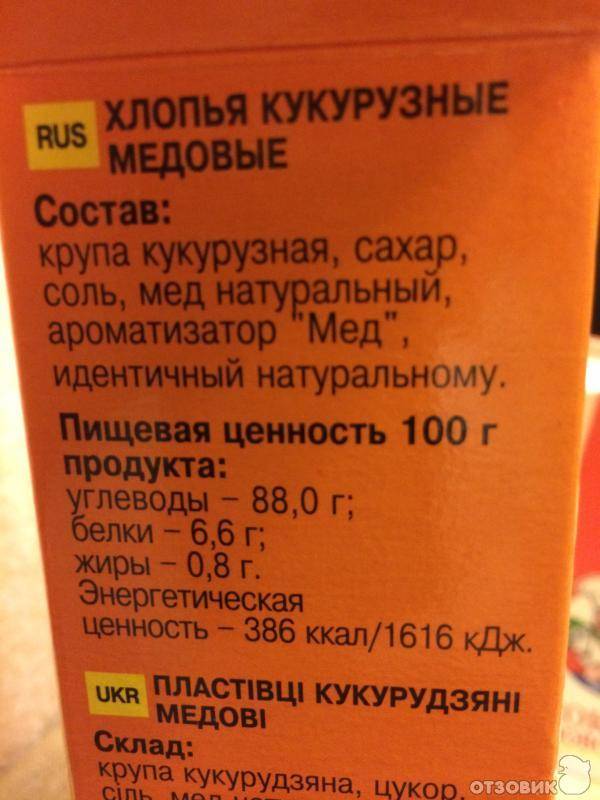 RUS
ХЛОПЬЯ КУКУРУЗНЫЕ
МЕДОВЫЕ
Состав:
крупа кукурузная, сахар,
соль, мед натуральный,
ароматизатор "Мед",
идентичный натуральному.
Пищевая ценность 100 г
продукта:
углеводы – 88,0 г;
белки – 6,6 г;
жиры – 0,8 г.
Энергетическая
ценность – 386 ккал/1616 кДж.
UKR
ПЛАСТІВЦІ КУКУРУДЗЯНІ
МЕДОВІ
Склад:
крупа кукурудзяна, цукор,
сіль, мед
ОТЗОВИК